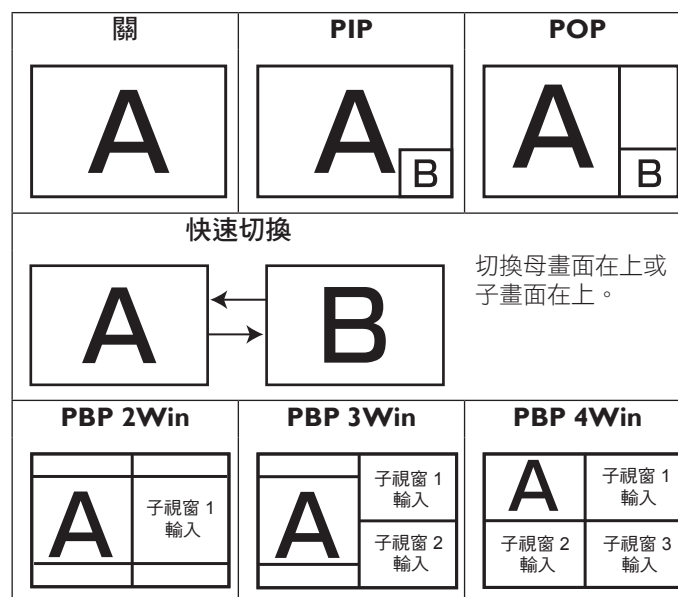 關 PIP POP
A A B A B
快速切換
A B
切換母畫面在上或
子畫面在上。
PBP 2Win PBP 3Win PBP 4Win
A
子視窗 1
輸入
A
子視窗 1
輸入
子視窗 2
輸入
A
子視窗 1
輸入
子視窗 2
輸入
子視窗 3
輸入